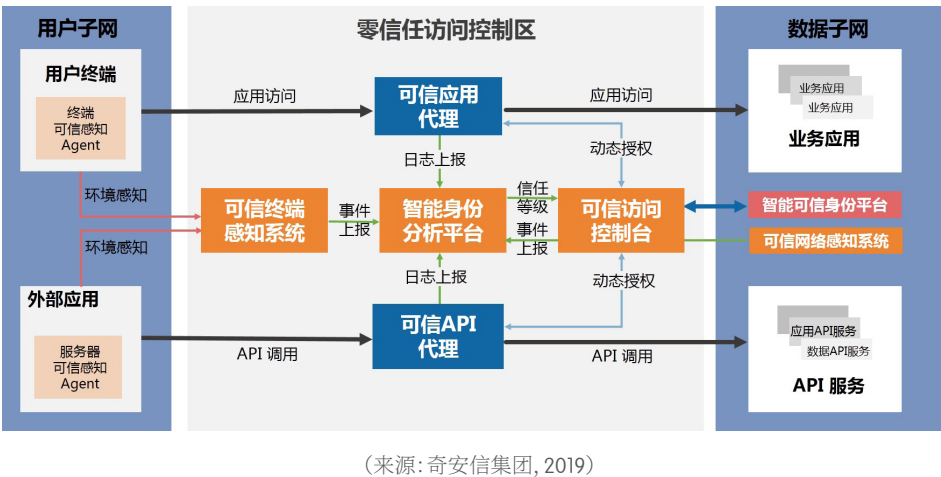 用户子网
零信任访问控制区
数据子网
用户终端
终端
可信感知
Agent
应用访问
可信应用
代理
应用访问
业务应用
业务应用
业务应用
日志上报
动态授权
环境感知
可信终端
感知系统
事件
上报
智能身份
分析平台
信任
等级
事件
上报
可信访问
控制台
智能可信身份平台
可信网络感知系统
环境感知
日志上报
动态授权
外部应用
服务器
可信感知
Agent
API 调用
可信API
代理
API 调用
应用API服务
数据API服务
API 服务
（来源：奇安信集团, 2019）